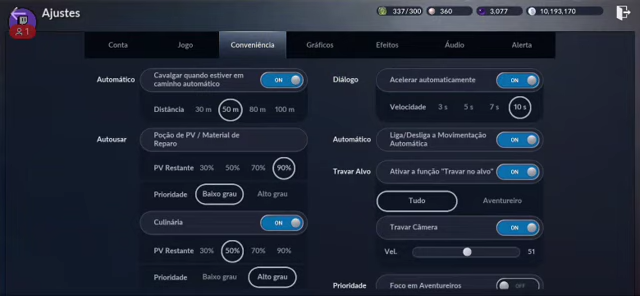 Ajustes
337/300
360
3.077
10,193,170
1
Conta
Jogo
Conveniência
Gráficos
Efeitos
Áudio
Alerta
Automático
Cavalgar quando estiver em
caminho automático
ON
Distância
30 m
50 m
80 m
100 m
Autousar
Poção de PV / Material de
Reparo
PV Restante
30%
50%
70%
90%
Prioridade
Baixo grau
Alto grau
Culinária
ON
PV Restante
30%
50%
70%
90%
Prioridade
Baixo grau
Alto grau
Diálogo
Acelerar automaticamente
ON
Velocidade
3 s
5 s
7 s
10 s
Automático
Liga/Desliga a Movimentação
Automática
ON
Travar Alvo
Ativar a função "Travar no alvo"
ON
Tudo
Aventureiro
Travar Câmera
ON
Vel.
51
Prioridade
Foco em Aventureiros
OFF